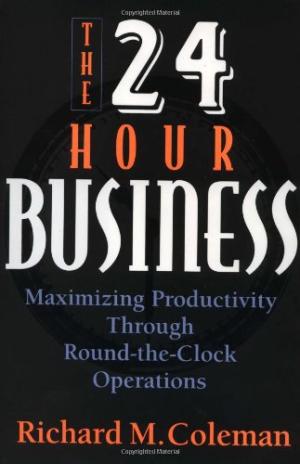 THE 24
HOUR
BUSINESS
Maximizing Productivity
Through
Round-the-Clock
Operations
Richard M. Coleman